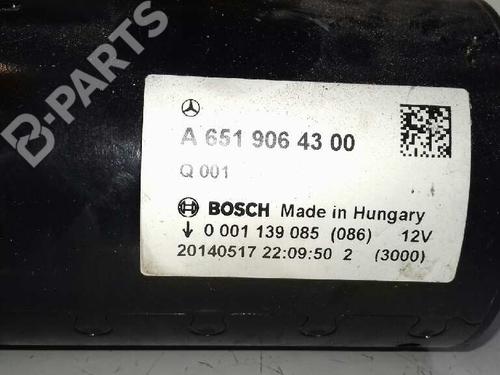 B-PARTS
A 651 906 43 00
Q 001
BOSCH Made in Hungary
↓ 0 001 139 085 (086) 12V
20140517 22:09:50 2 (3000)